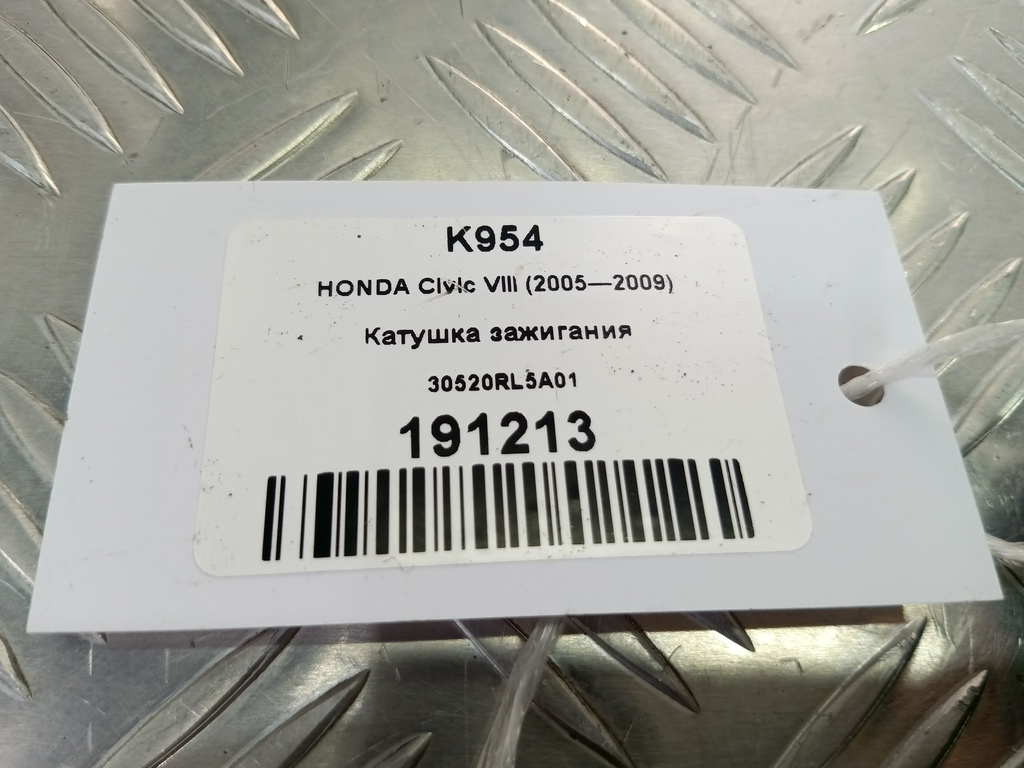 K954
HONDA Civic VIII (2005—2009)
Катушка зажигания
30520RL5A01
191213